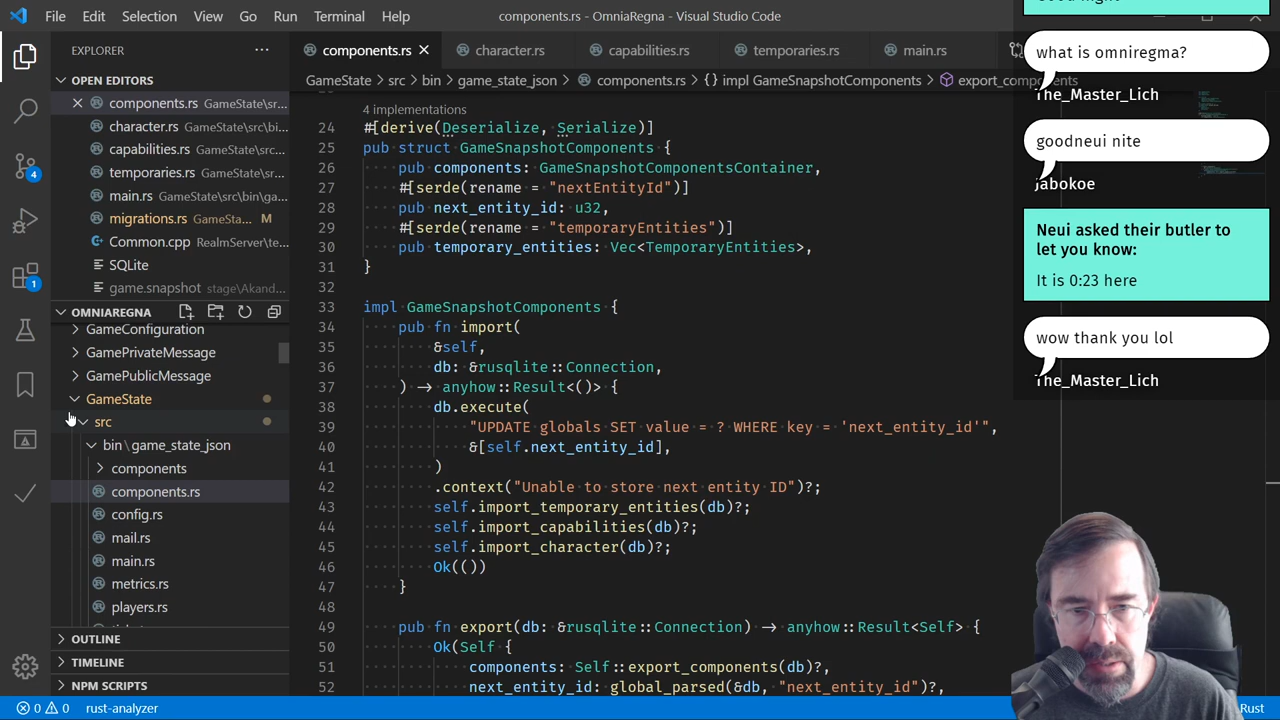 File Edit Selection View Go Run Terminal Help
components.rs - OmniaRegna - Visual Studio Code
EXPLORER
OPEN EDITORS
components.rs GameState\sr...
character.rs GameState\src\bi...
capabilities.rs GameState\src...
temporaries.rs GameState\src...
main.rs GameState\src\bin\ga...
migrations.rs GameSta... M
Common.cpp RealmServer\te...
SQLite
game.snapshot stage\Akand...
OMNIAREGNA
GameConfiguration
GamePrivateMessage
GamePublicMessage
GameState
src
bin\game_state_json
components
components.rs
config.rs
mail.rs
main.rs
metrics.rs
players.rs
OUTLINE
TIMELINE
NPM SCRIPTS
components.rs character.rs capabilities.rs temporaries.rs main.rs
GameState > src > bin > game_state_json > components.rs > {} impl GameSnapshotComponents > export_components
4 implementations
24 #[derive(Deserialize, Serialize)]
25 pub struct GameSnapshotComponents {
26 pub components: GameSnapshotComponentsContainer,
27 #[serde(rename = "nextEntityId")]
28 pub next_entity_id: u32,
29 #[serde(rename = "temporaryEntities")]
30 pub temporary_entities: Vec<TemporaryEntities>,
31 }
32
33 impl GameSnapshotComponents {
34 pub fn import(
35 &self,
36 db: &rusqlite::Connection,
37 ) -> anyhow::Result<()> {
38 db.execute(
39 "UPDATE globals SET value = ? WHERE key = 'next_entity_id'",
40 &[self.next_entity_id],
41 )
42 .context("Unable to store next entity ID")?;
43 self.import_temporary_entities(db)?;
44 self.import_capabilities(db)?;
45 self.import_character(db)?;
46 Ok(())
47 }
48
49 pub fn export(db: &rusqlite::Connection) -> anyhow::Result<Self> {
50 Ok(Self {
51 components: Self::export_components(db)?,
52 next_entity_id: global_parsed(&db, "next_entity_id")?,
what is omniregma?
The_Master_Lich
goodneui nite
jabokoe
Neui asked their butler to
let you know:
It is 0:23 here
wow thank you lol
The_Master_Lich
4
1
0 0 rust-analyzer
Rust